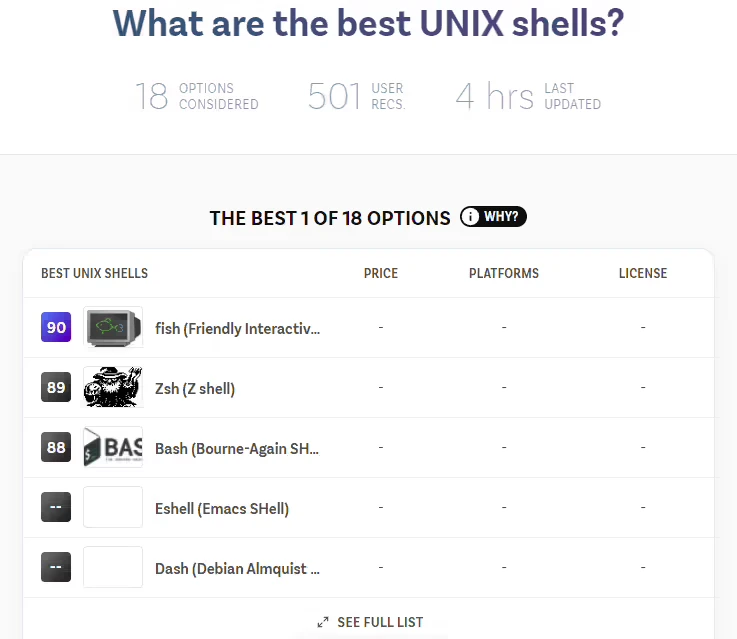 What are the best UNIX shells?
18 OPTIONS CONSIDERED 501 USER RECS. 4 hrs LAST UPDATED
THE BEST 1 OF 18 OPTIONS i WHY?
BEST UNIX SHELLS PRICE PLATFORMS LICENSE
90 fish (Friendly Interactiv... - - -
89 Zsh (Z shell) - - -
88 $ BAS Bash (Bourne-Again SH... - - -
-- Eshell (Emacs SHell) - - -
-- Dash (Debian Almquist ... - - -
SEE FULL LIST